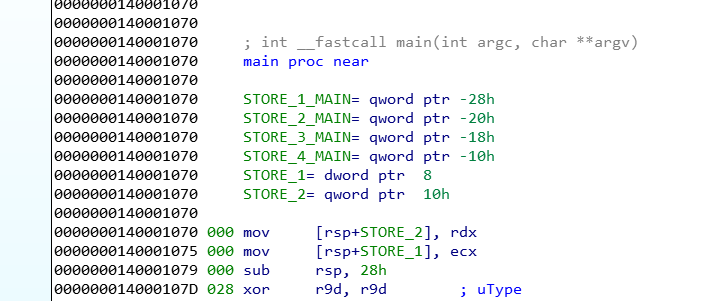 0000000140001070
0000000140001070
0000000140001070 ; int __fastcall main(int argc, char **argv)
0000000140001070 main proc near
0000000140001070
0000000140001070 STORE_1_MAIN= qword ptr -28h
0000000140001070 STORE_2_MAIN= qword ptr -20h
0000000140001070 STORE_3_MAIN= qword ptr -18h
0000000140001070 STORE_4_MAIN= qword ptr -10h
0000000140001070 STORE_1= dword ptr  8
0000000140001070 STORE_2= qword ptr  10h
0000000140001070
0000000140001070 000 mov     [rsp+STORE_2], rdx
0000000140001075 000 mov     [rsp+STORE_1], ecx
0000000140001079 000 sub     rsp, 28h
000000014000107D 028 xor     r9d, r9d        ; uType